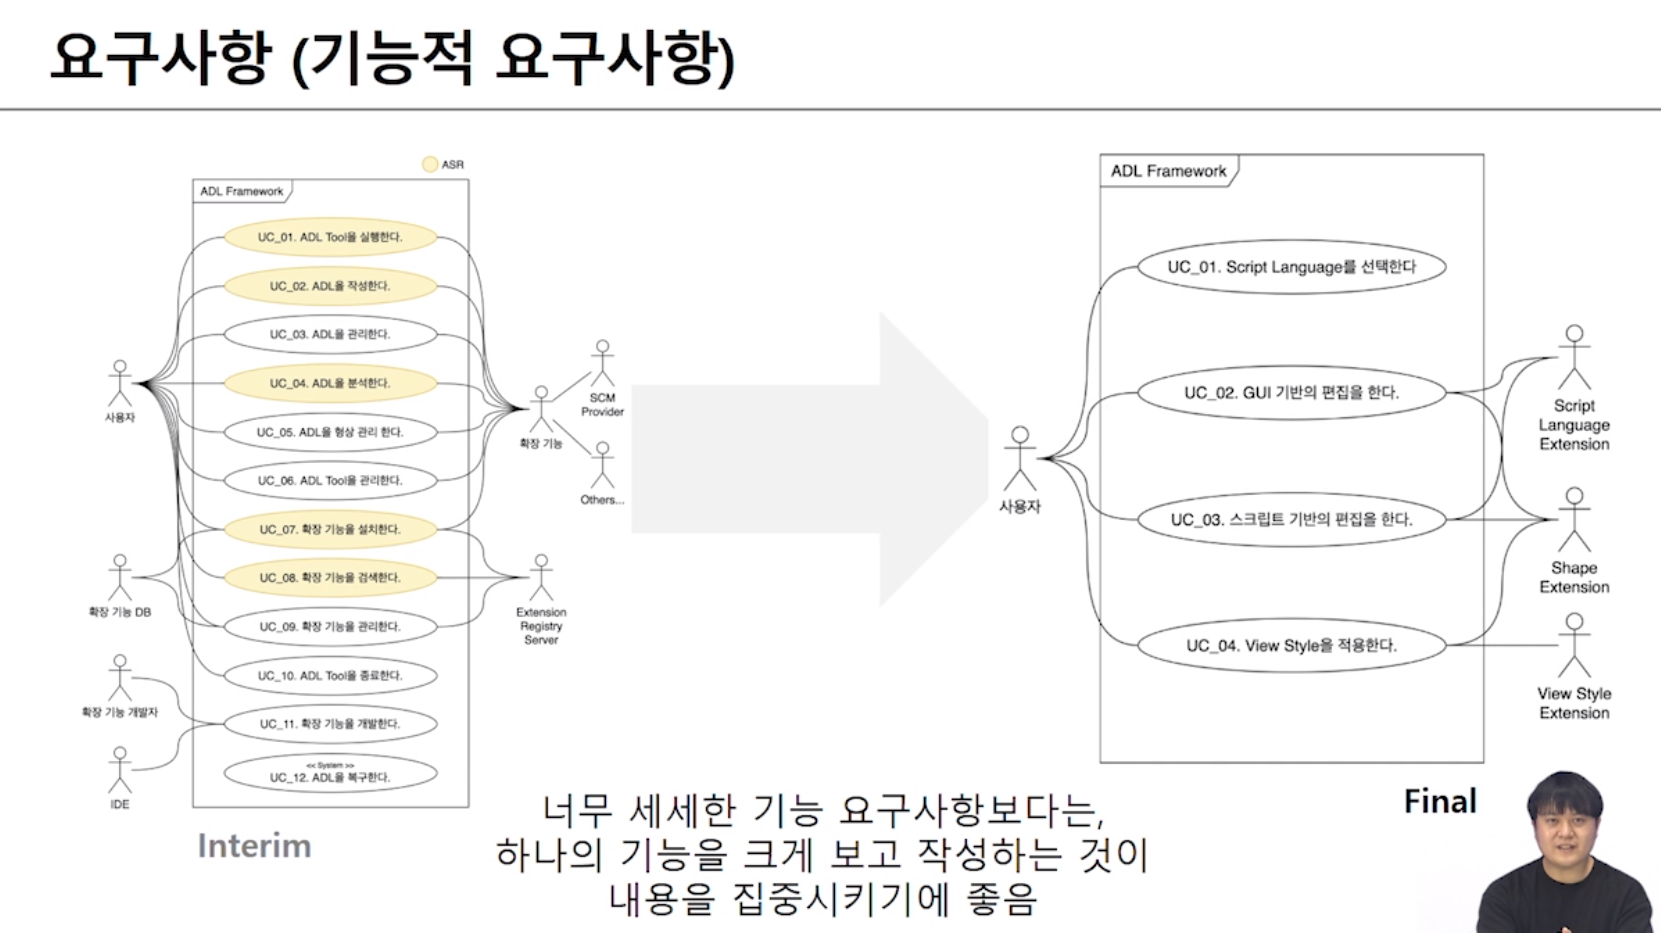 요구사항 (기능적 요구사항)
ASR
ADL Framework
UC_01. ADL Tool을 실행한다.
UC_02. ADL을 작성한다.
UC_03. ADL을 관리한다.
UC_04. ADL을 분석한다.
UC_05. ADL을 형상 관리 한다.
UC_06. ADL Tool을 관리한다.
UC_07. 확장 기능을 설치한다.
UC_08. 확장 기능을 검색한다.
UC_09. 확장 기능을 관리한다.
UC_10. ADL Tool을 종료한다.
UC_11. 확장 기능을 개발한다.
<< System >>
UC_12. ADL을 복구한다.
사용자
확장 기능 DB
확장 기능 개발자
IDE
확장 기능
SCM
Provider
Others...
Extension
Registry
Server
Interim
ADL Framework
UC_01. Script Language를 선택한다
UC_02. GUI 기반의 편집을 한다.
UC_03. 스크립트 기반의 편집을 한다.
UC_04. View Style을 적용한다.
사용자
Script
Language
Extension
Shape
Extension
View Style
Extension
Final
너무 세세한 기능 요구사항보다는,
하나의 기능을 크게 보고 작성하는 것이
내용을 집중시키기에 좋음